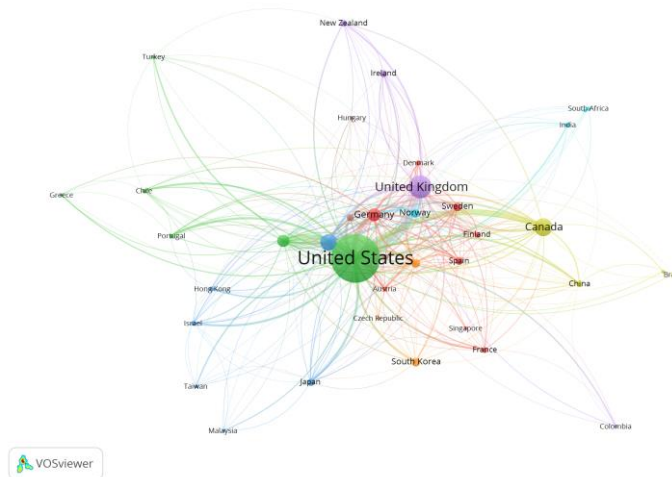 New Zealand
Turkey
Ireland
South Africa
Hungary
India
Denmark
United Kingdom
Greece
Chile
Germany
Norway
Sweden
Canada
Portugal
Finland
United States
Spain
Hong Kong
Austria
China
Israel
Czech Republic
Singapore
South Korea
France
Taiwan
Japan
Malaysia
Colombia
VOSviewer